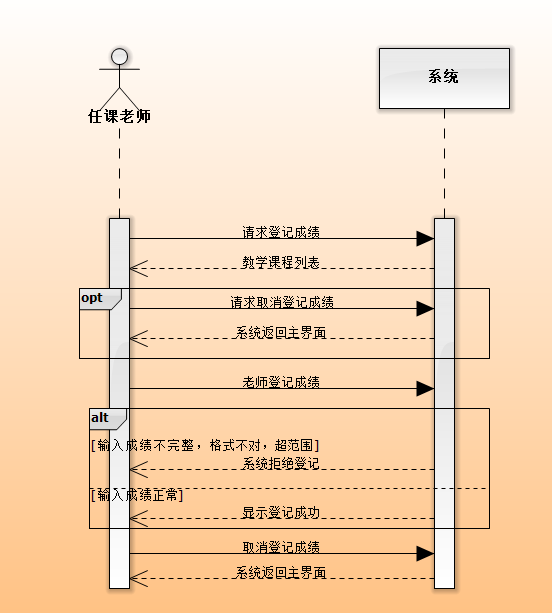 任课老师
系统
请求登记成绩
教学课程列表
opt
请求取消登记成绩
系统返回主界面
老师登记成绩
alt
[输入成绩不完整，格式不对，超范围]
系统拒绝登记
[输入成绩正常]
显示登记成功
取消登记成绩
系统返回主界面